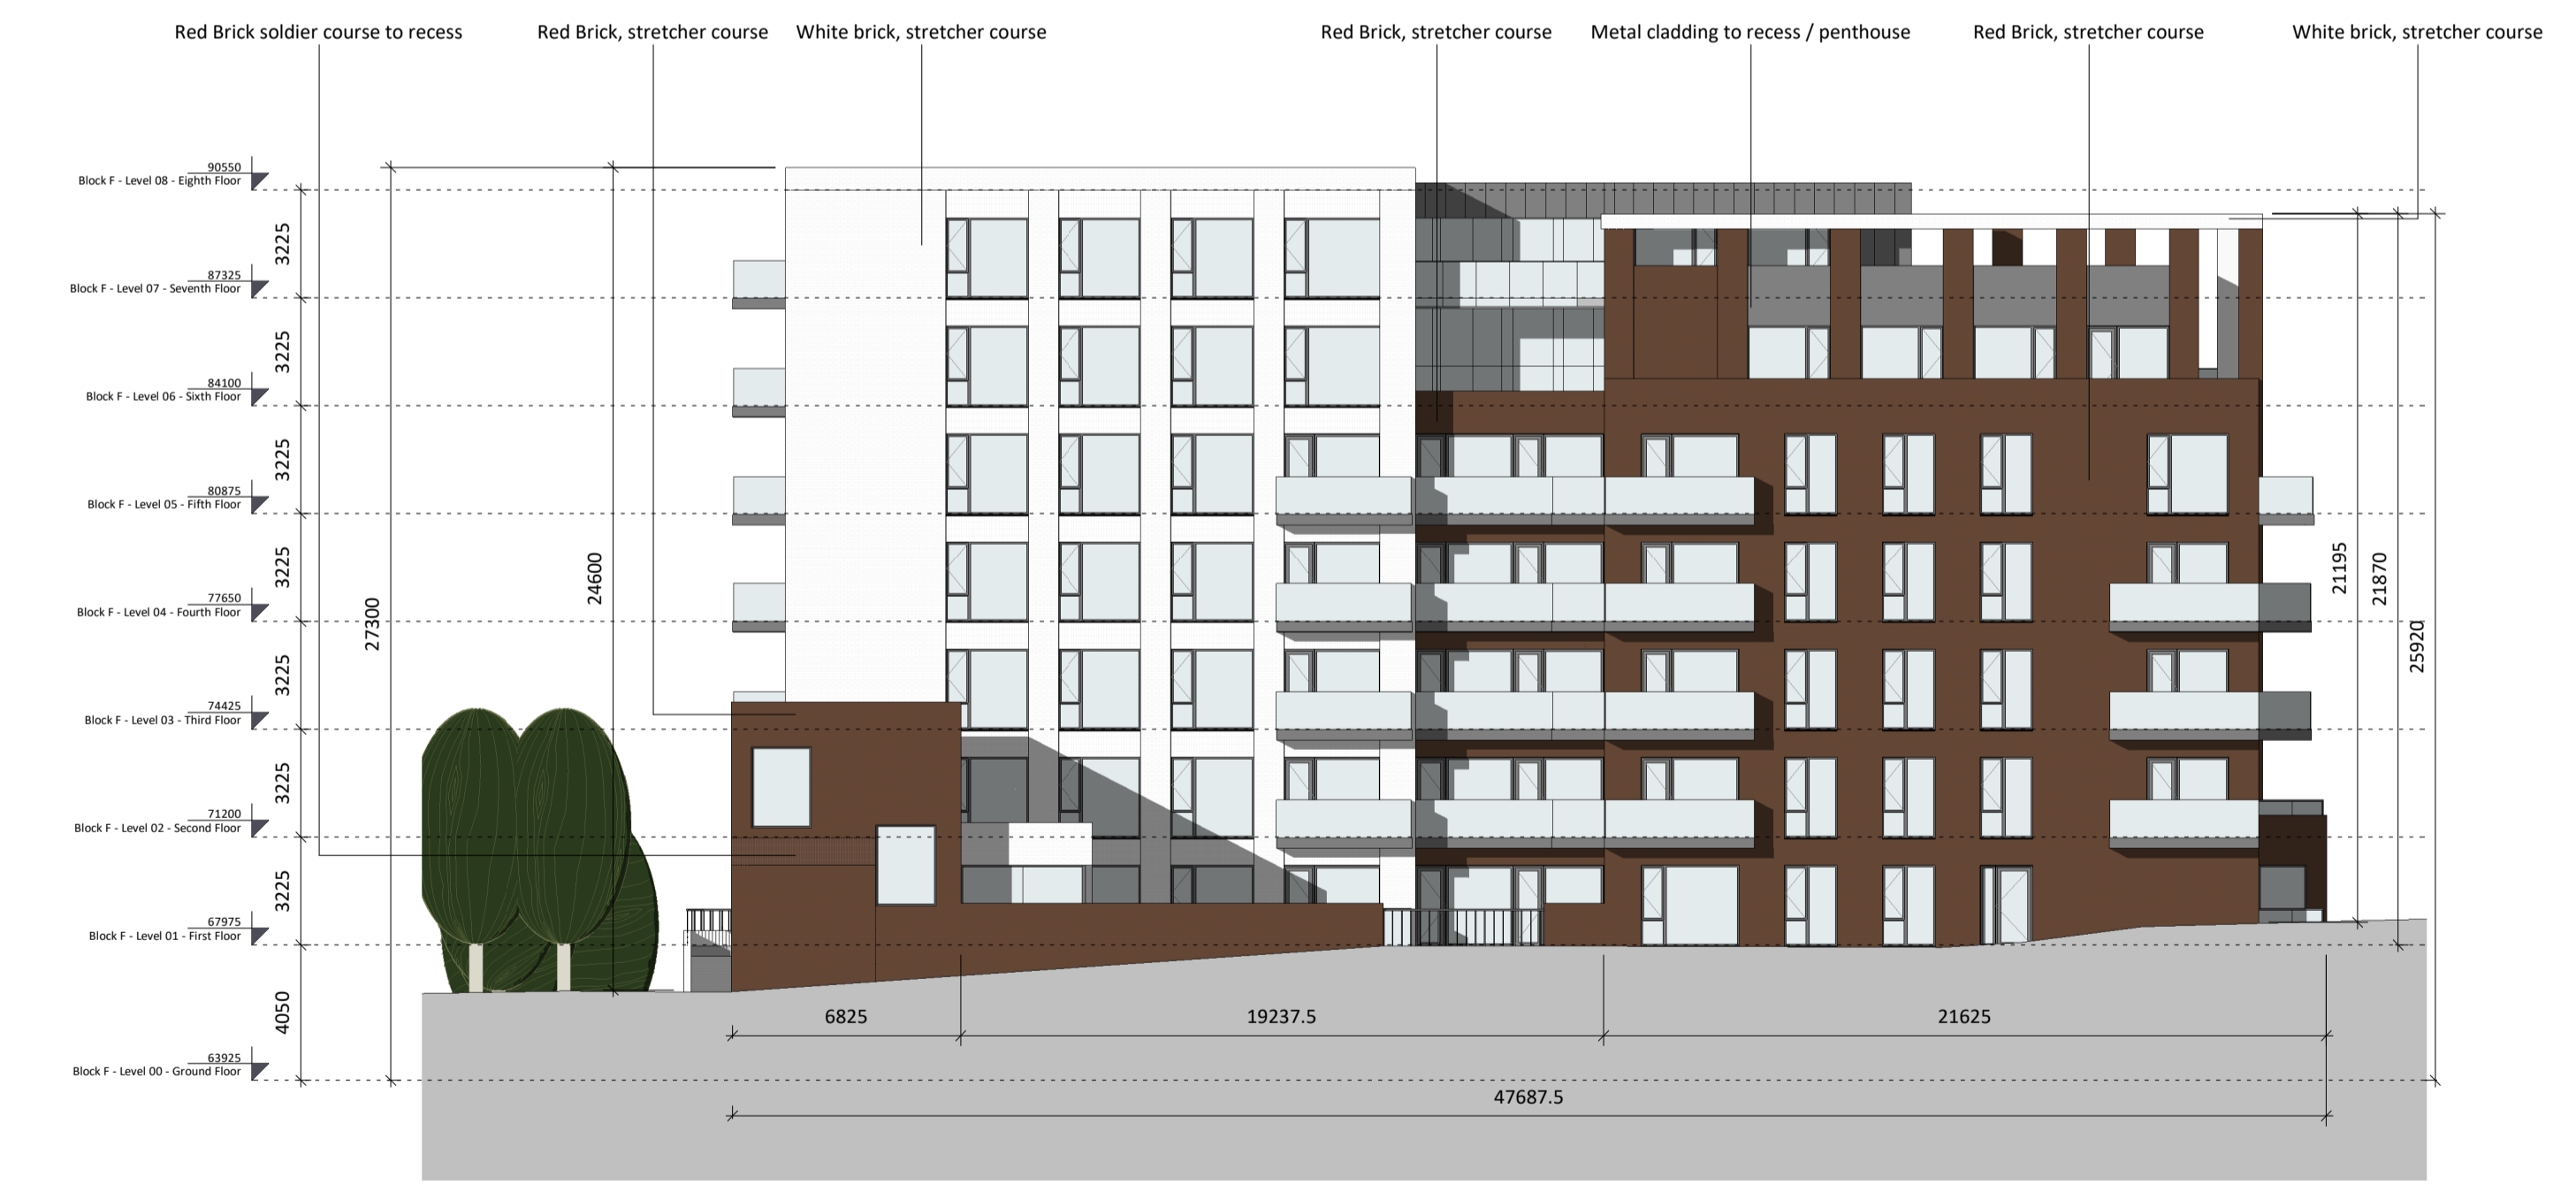 Red Brick soldier course to recess
Red Brick, stretcher course
White brick, stretcher course
Red Brick, stretcher course
Metal cladding to recess / penthouse
Red Brick, stretcher course
White brick, stretcher course
90550
Block F - Level 08 - Eighth Floor
3225
87325
Block F - Level 07 - Seventh Floor
3225
84100
Block F - Level 06 - Sixth Floor
3225
80875
Block F - Level 05 - Fifth Floor
3225
77650
Block F - Level 04 - Fourth Floor
3225
74425
Block F - Level 03 - Third Floor
3225
71200
Block F - Level 02 - Second Floor
3225
67975
Block F - Level 01 - First Floor
4050
63925
Block F - Level 00 - Ground Floor
27300
24600
21195
21870
25920
6825
19237.5
21625
47687.5